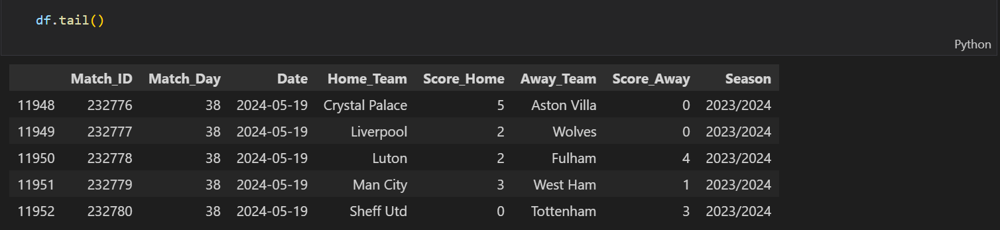 df.tail()
Python
Match_ID Match_Day Date Home_Team Score_Home Away_Team Score_Away Season
11948 232776 38 2024-05-19 Crystal Palace 5 Aston Villa 0 2023/2024
11949 232777 38 2024-05-19 Liverpool 2 Wolves 0 2023/2024
11950 232778 38 2024-05-19 Luton 2 Fulham 4 2023/2024
11951 232779 38 2024-05-19 Man City 3 West Ham 1 2023/2024
11952 232780 38 2024-05-19 Sheff Utd 0 Tottenham 3 2023/2024